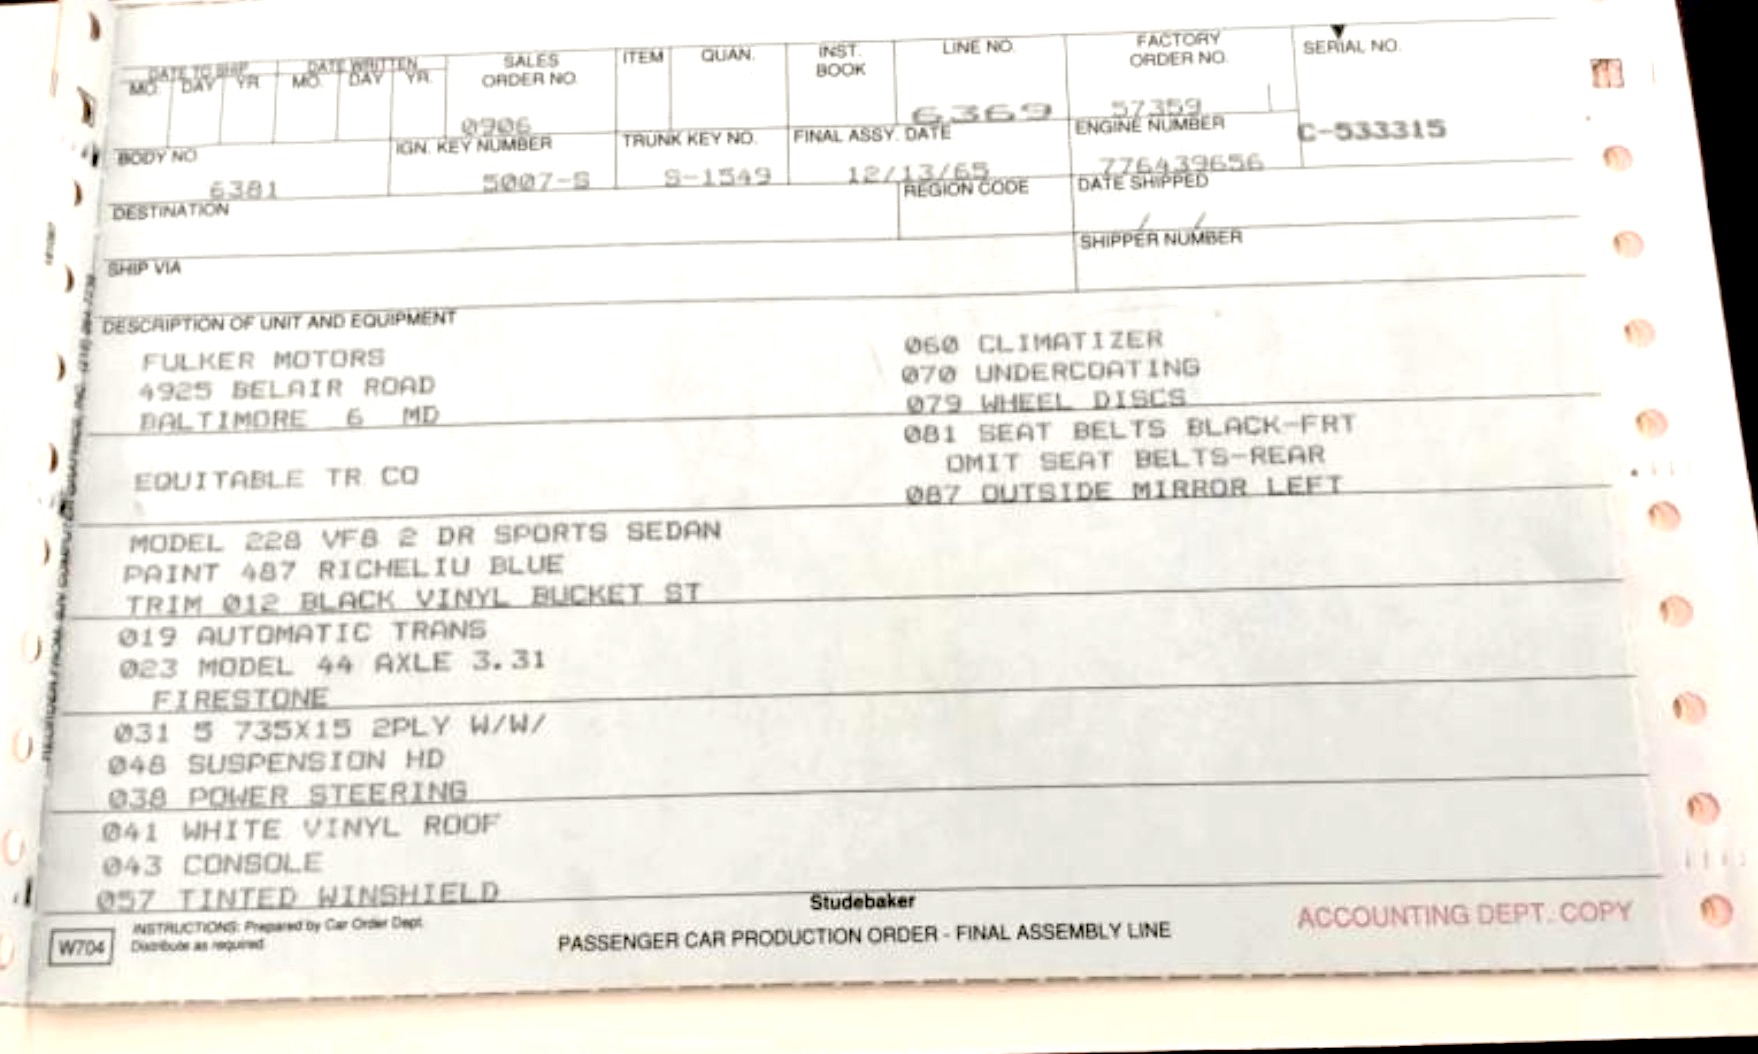 DATE TO SHIP DATE WRITTEN SALES ORDER NO. ITEM QUAN. INST. BOOK LINE NO. FACTORY ORDER NO. SERIAL NO.
MO. DAY YR. MO. DAY YR.
0906 6369 57359 C-533315
BODY NO IGN. KEY NUMBER TRUNK KEY NO. FINAL ASSY. DATE ENGINE NUMBER
6381 5007-S S-1549 12/13/65 776439656
DESTINATION REGION CODE DATE SHIPPED
/ /
SHIP VIA SHIPPER NUMBER
DESCRIPTION OF UNIT AND EQUIPMENT
FULKER MOTORS
4925 BELAIR ROAD
BALTIMORE 6 MD
EQUITABLE TR CO
MODEL 228 VF8 2 DR SPORTS SEDAN
PAINT 487 RICHELIU BLUE
TRIM 012 BLACK VINYL BUCKET ST
019 AUTOMATIC TRANS
023 MODEL 44 AXLE 3.31
FIRESTONE
031 5 735X15 2PLY W/W/
048 SUSPENSION HD
038 POWER STEERING
041 WHITE VINYL ROOF
043 CONSOLE
057 TINTED WINSHIELD
060 CLIMATIZER
070 UNDERCOATING
079 WHEEL DISCS
081 SEAT BELTS BLACK-FRT
OMIT SEAT BELTS-REAR
087 OUTSIDE MIRROR LEFT
W704
INSTRUCTIONS: Prepared by Car Order Dept.
Distribute as required
Studebaker
PASSENGER CAR PRODUCTION ORDER - FINAL ASSEMBLY LINE
ACCOUNTING DEPT. COPY